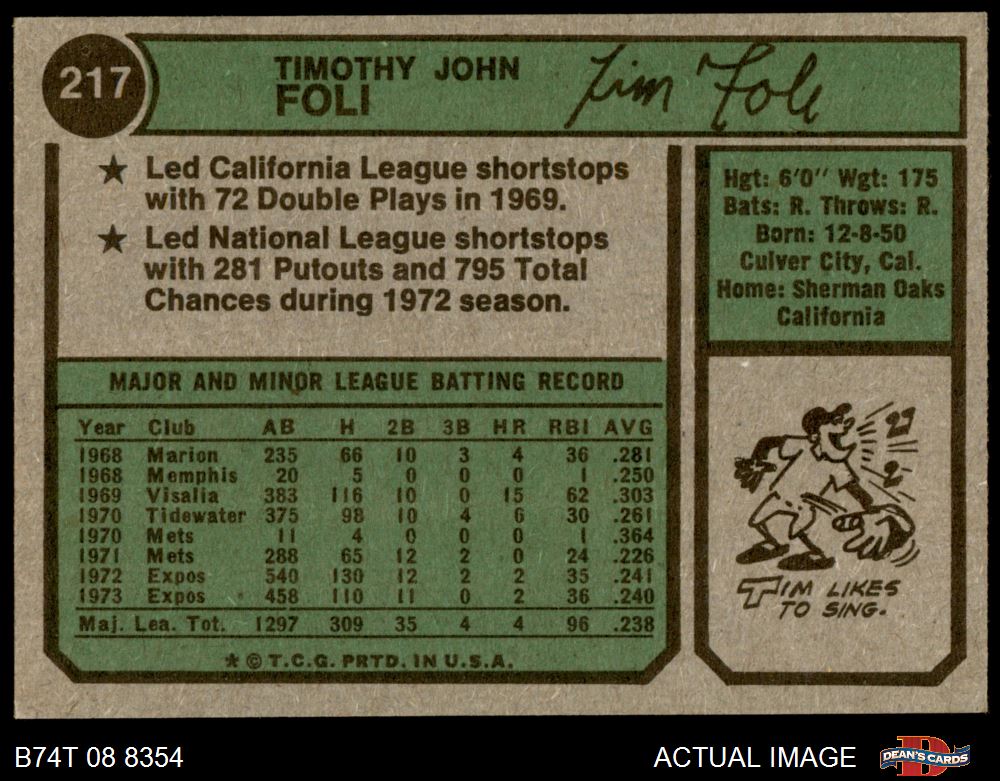 217
TIMOTHY JOHN
FOLI
Tim Foli
★ Led California League shortstops
with 72 Double Plays in 1969.
★ Led National League shortstops
with 281 Putouts and 795 Total
Chances during 1972 season.
Hgt: 6'0" Wgt: 175
Bats: R. Throws: R.
Born: 12-8-50
Culver City, Cal.
Home: Sherman Oaks
California
MAJOR AND MINOR LEAGUE BATTING RECORD
Year Club AB H 2B 3B HR RBI AVG
1968 Marion 235 66 10 3 4 36 .281
1968 Memphis 20 5 0 0 0 1 .250
1969 Visalia 383 116 10 0 15 62 .303
1970 Tidewater 375 98 10 4 6 30 .261
1970 Mets 11 4 0 0 0 1 .364
1971 Mets 288 65 12 2 0 24 .226
1972 Expos 540 130 12 2 2 35 .241
1973 Expos 458 110 11 0 2 36 .240
Maj. Lea. Tot. 1297 309 35 4 4 96 .238
* © T.C.G. PRTD. IN U.S.A.
TIM LIKES
TO SING.
B74T 08 8354
ACTUAL IMAGE
DEAN'S CARDS